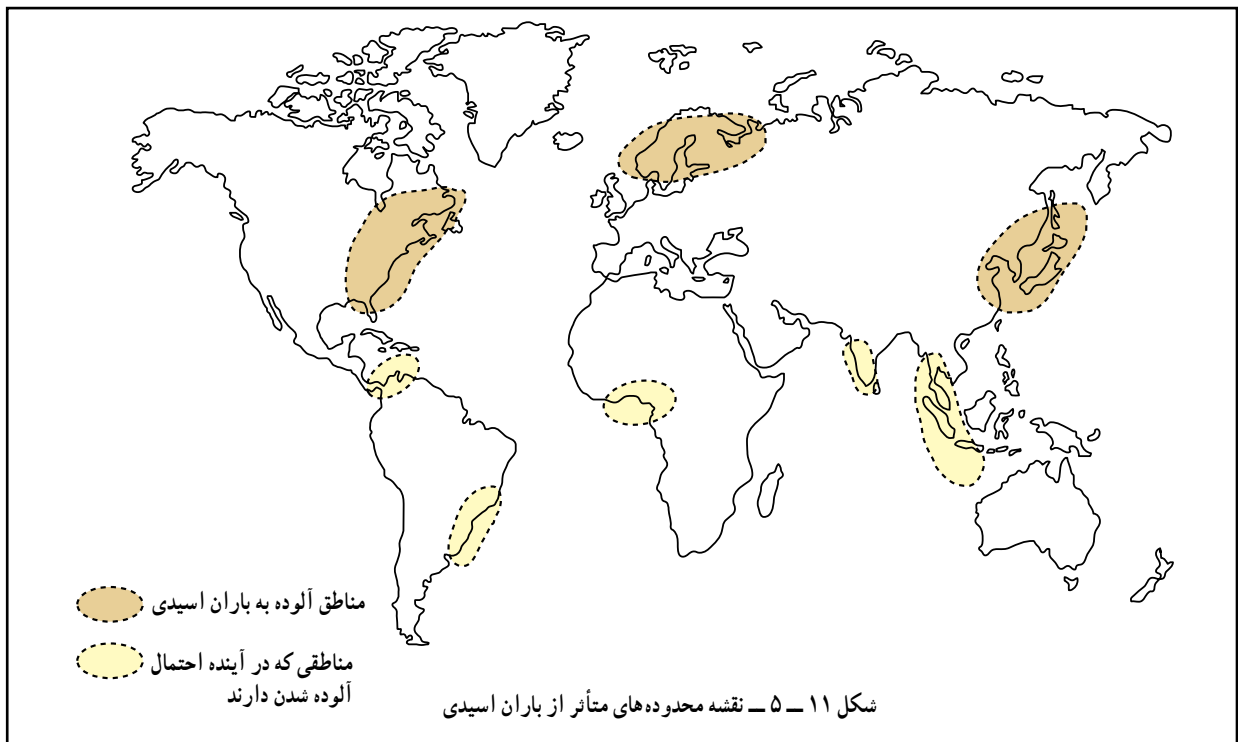 مناطق آلوده به باران اسیدی
مناطقی که در آینده احتمال
آلوده شدن دارند
شکل ۱۱ ــ ۵ ــ نقشه محدوده‌های متأثر از باران اسیدی